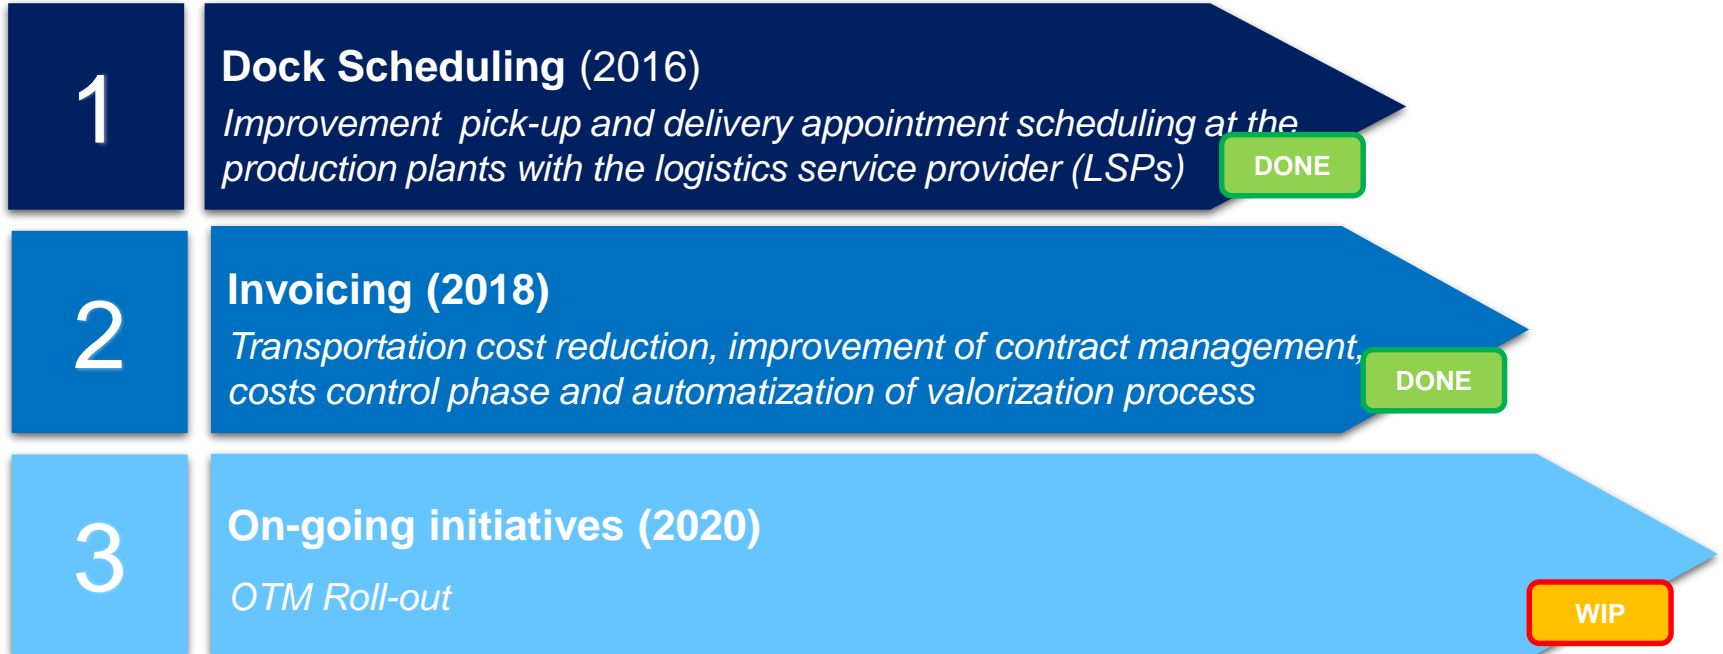 1
Dock Scheduling (2016)
Improvement pick-up and delivery appointment scheduling at the
production plants with the logistics service provider (LSPs)
DONE
2
Invoicing (2018)
Transportation cost reduction, improvement of contract management,
costs control phase and automatization of valorization process
DONE
3
On-going initiatives (2020)
OTM Roll-out
WIP